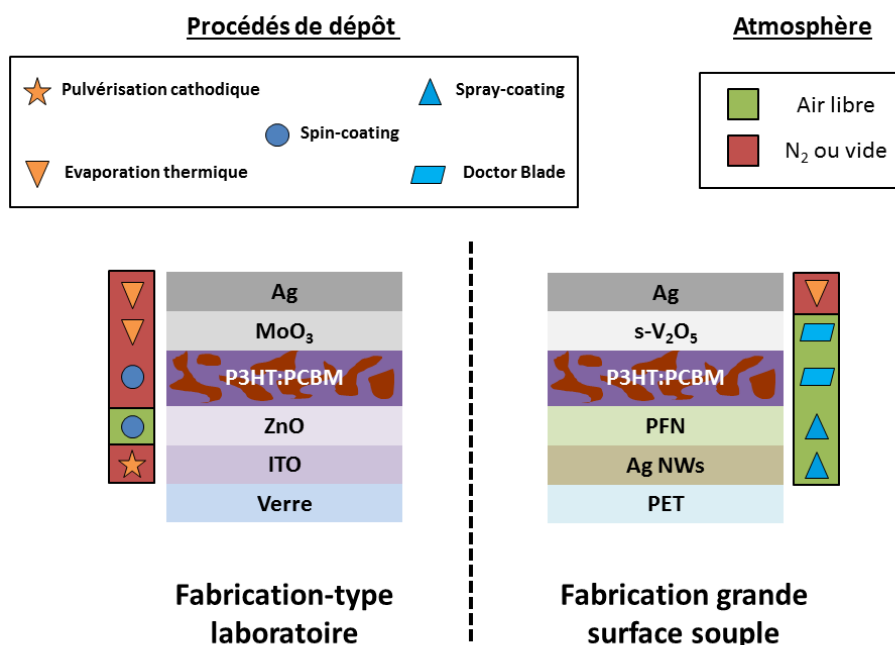 Procédés de dépôt
Atmosphère
Pulvérisation cathodique
Spray-coating
Spin-coating
Evaporation thermique
Doctor Blade
Air libre
N₂ ou vide
Ag
MoO₃
P3HT:PCBM
ZnO
ITO
Verre
Ag
s-V₂O₅
P3HT:PCBM
PFN
Ag NWs
PET
Fabrication-type
laboratoire
Fabrication grande
surface souple